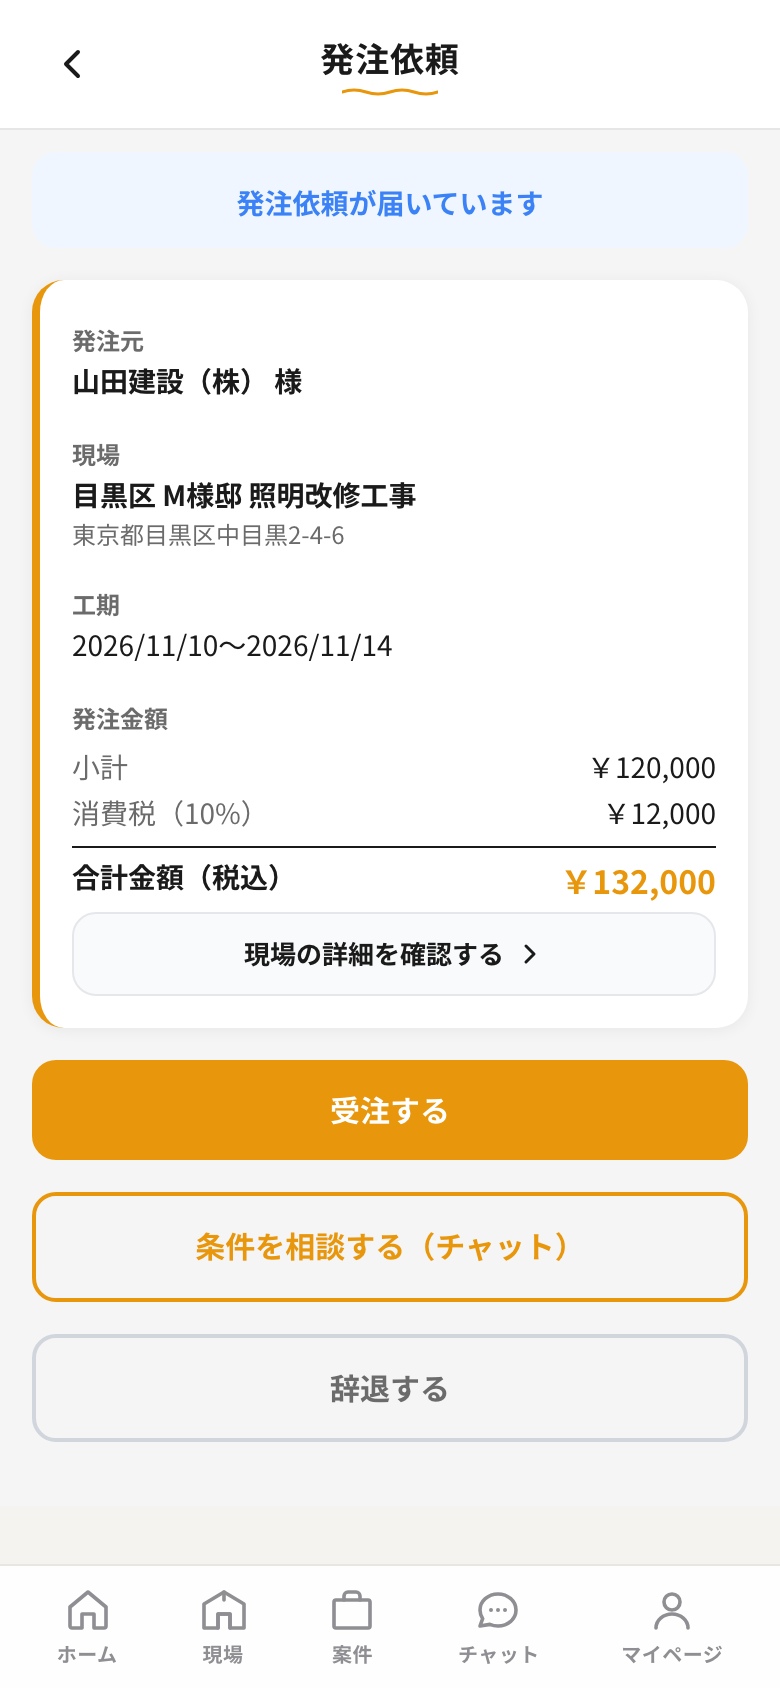 発注依頼
発注依頼が届いています
発注元
山田建設（株） 様
現場
目黒区 M様邸 照明改修工事
東京都目黒区中目黒2-4-6
工期
2026/11/10〜2026/11/14
発注金額
小計 ￥120,000
消費税（10%） ￥12,000
合計金額（税込） ￥132,000
現場の詳細を確認する
受注する
条件を相談する（チャット）
辞退する
ホーム 現場 案件 チャット マイページ